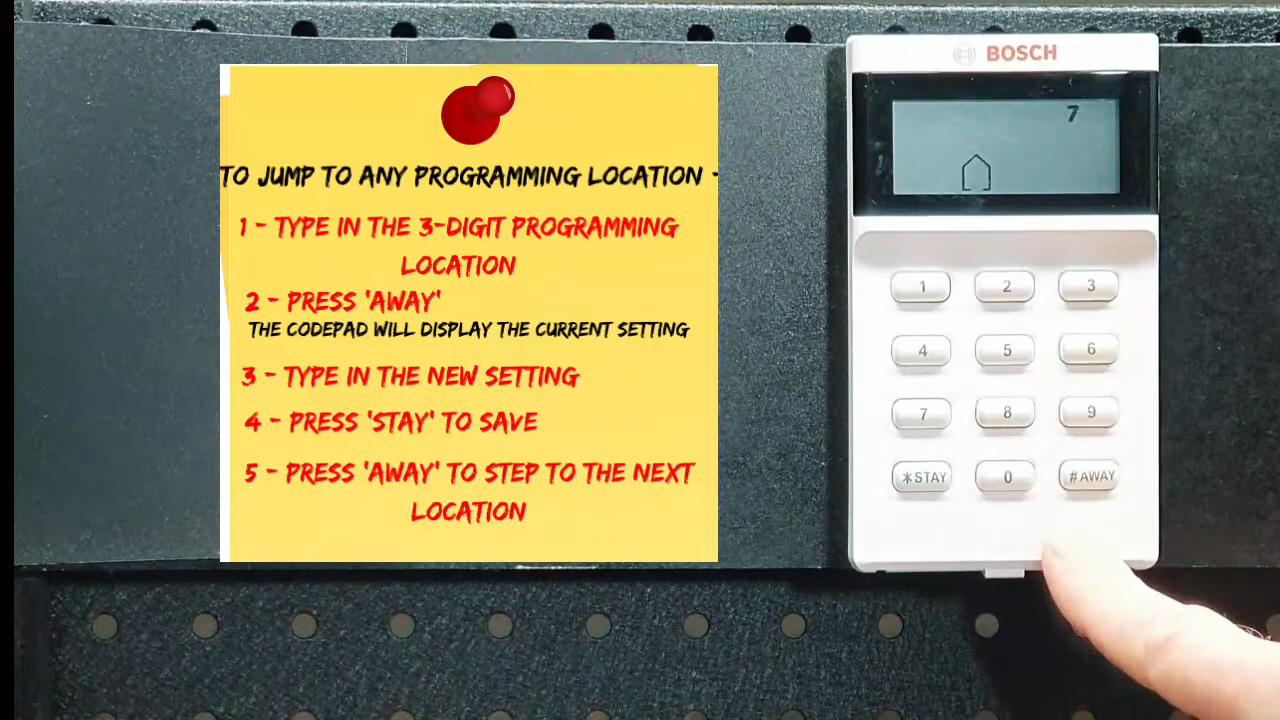 TO JUMP TO ANY PROGRAMMING LOCATION -
1 - TYPE IN THE 3-DIGIT PROGRAMMING
LOCATION
2 - PRESS 'AWAY'
THE CODEPAD WILL DISPLAY THE CURRENT SETTING
3 - TYPE IN THE NEW SETTING
4 - PRESS 'STAY' TO SAVE
5 - PRESS 'AWAY' TO STEP TO THE NEXT
LOCATION
BOSCH
7
1 2 3
4 5 6
7 8 9
*STAY 0 #AWAY